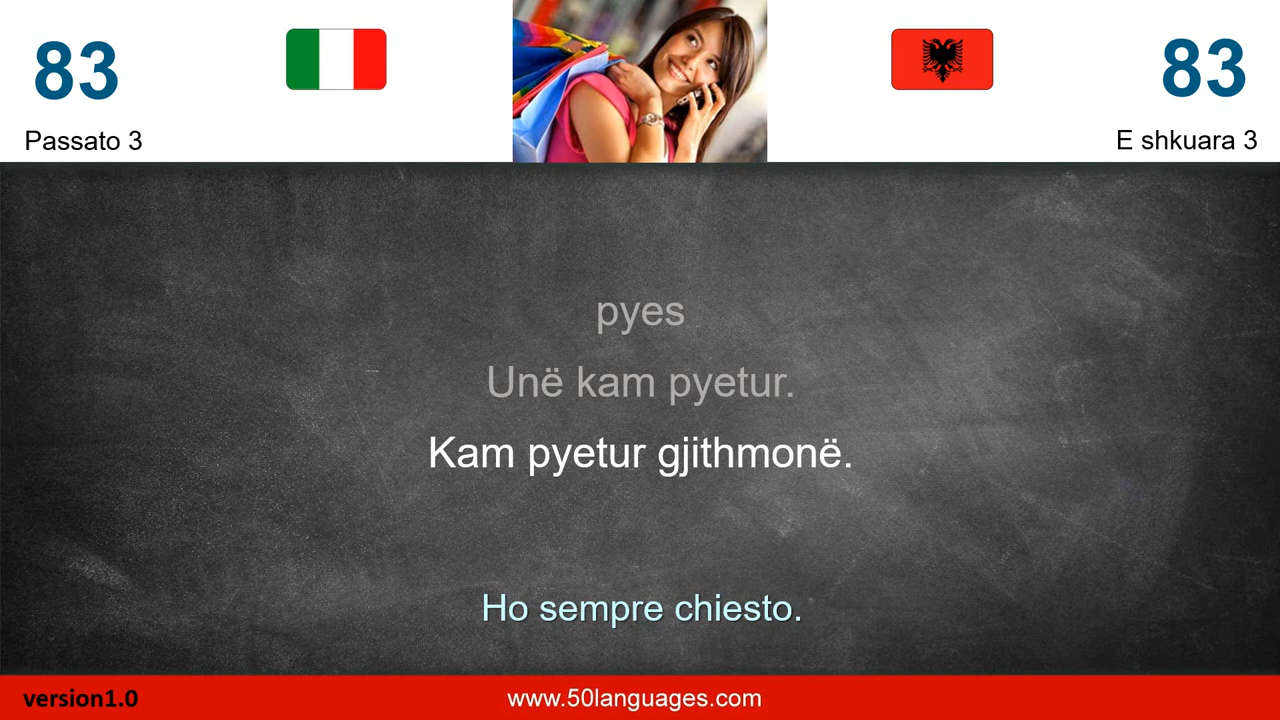 83
83
Passato 3
E shkuara 3
pyes
Unë kam pyetur.
Kam pyetur gjithmonë.
Ho sempre chiesto.
version1.0
www.50languages.com